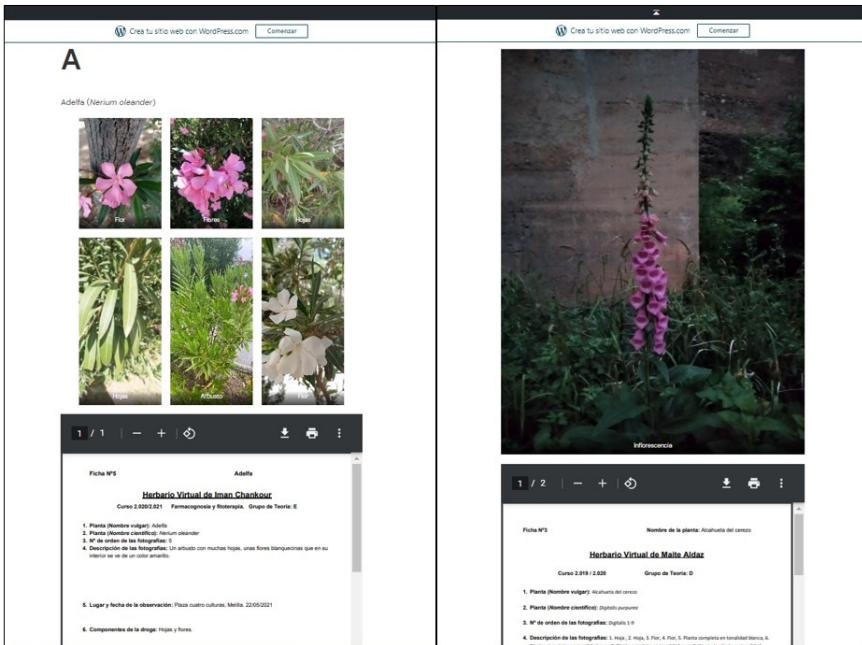 Crea tu sitio web con WordPress.com
Comenzar
A
Adelfa (Nerium oleander)
Flor
Flores
Hojas
Hojas
Arbusto
Flor
1 / 1
Ficha Nº5 Adelfa
Herbario Virtual de Iman Chankour
Curso 2.020/2.021 Farmacognosia y fitoterapia. Grupo de Teoría: E
1. Planta (Nombre vulgar): Adelfa
2. Planta (Nombre científico): Nerium oleander
3. Nº de orden de las fotografías: 5
4. Descripción de las fotografías: Un arbusto con muchas hojas, unas flores blanquecinas que en su
interior se ve de un color amarillo.
5. Lugar y fecha de la observación: Plaza cuatro culturas, Melilla. 22/05/2021
6. Componentes de la droga: Hojas y flores.
Crea tu sitio web con WordPress.com
Comenzar
Inflorescencia
1 / 2
Ficha Nº3 Nombre de la planta: Alcahuela del cerezo
Herbario Virtual de Maite Aldaz
Curso 2.019 / 2.020 Grupo de Teoría: D
1. Planta (Nombre vulgar): Alcahueta del cerezo
2. Planta (Nombre científico): Digitalis purpurea
3. Nº de orden de las fotografías: Digitalis 1-9
4. Descripción de las fotografías: 1. Hoja, 2. Hoja, 3. Flor, 4. Flor, 5. Planta completa en tonalidad blanca, 6.